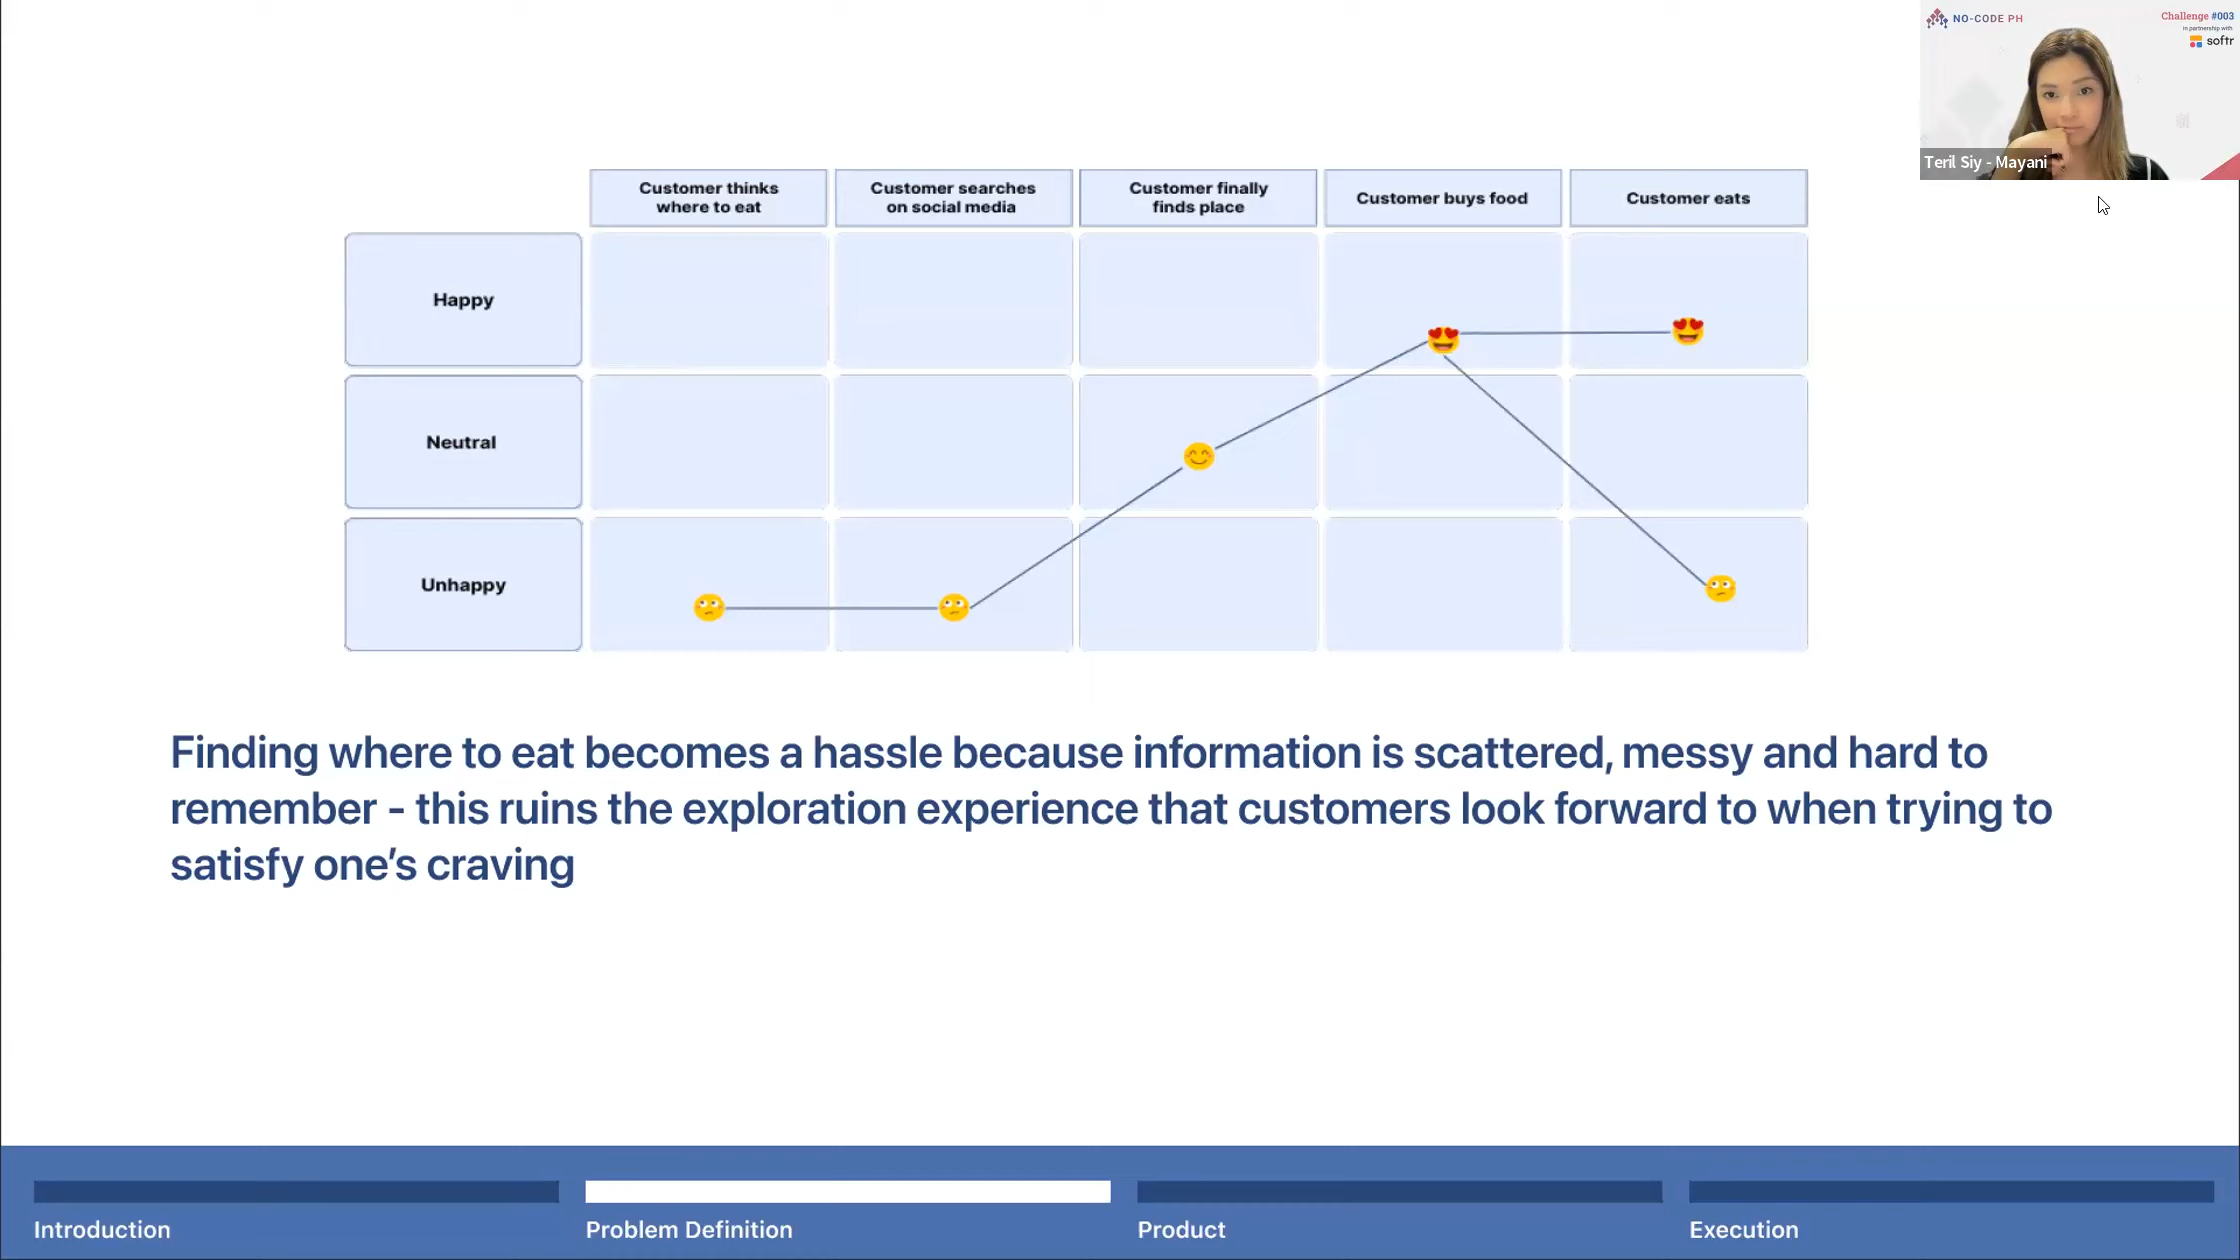 NO-CODE PH
Challenge #003
in partnership with
softr
Teril Siy - Mayani
Customer thinks
where to eat
Customer searches
on social media
Customer finally
finds place
Customer buys food
Customer eats
Happy
Neutral
Unhappy
Finding where to eat becomes a hassle because information is scattered, messy and hard to
remember - this ruins the exploration experience that customers look forward to when trying to
satisfy one’s craving
Introduction
Problem Definition
Product
Execution